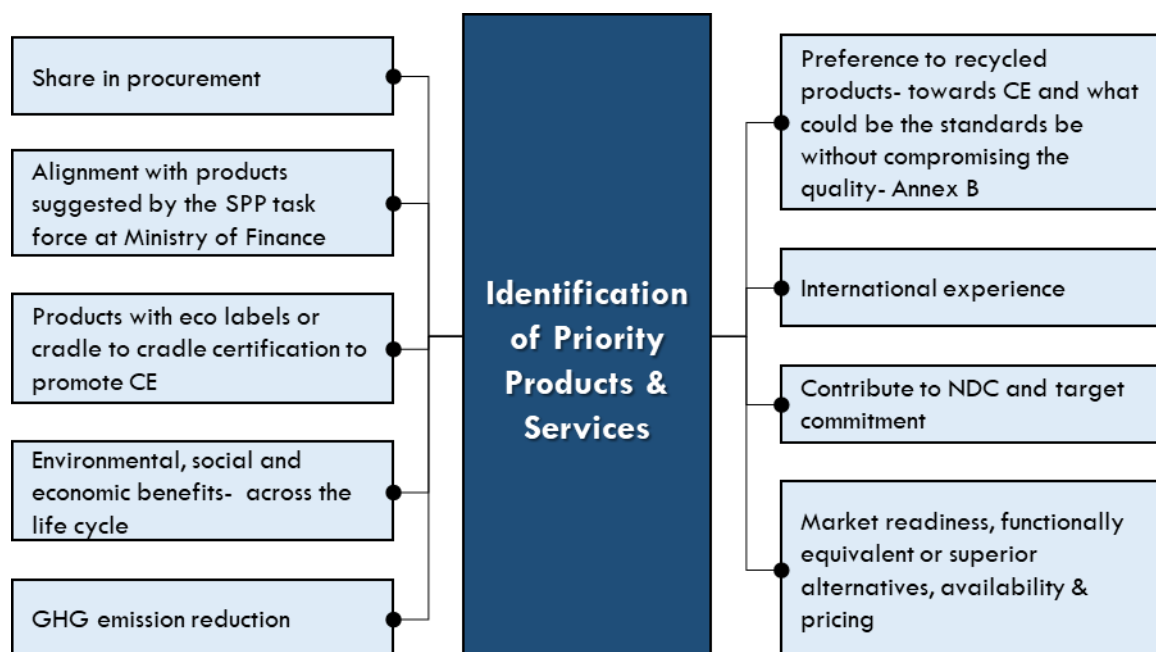 Share in procurement
Alignment with products
suggested by the SPP task
force at Ministry of Finance
Products with eco labels or
cradle to cradle certification to
promote CE
Environmental, social and
economic benefits- across the
life cycle
GHG emission reduction
Identification
of Priority
Products &
Services
Preference to recycled
products- towards CE and what
could be the standards be
without compromising the
quality- Annex B
International experience
Contribute to NDC and target
commitment
Market readiness, functionally
equivalent or superior
alternatives, availability &
pricing